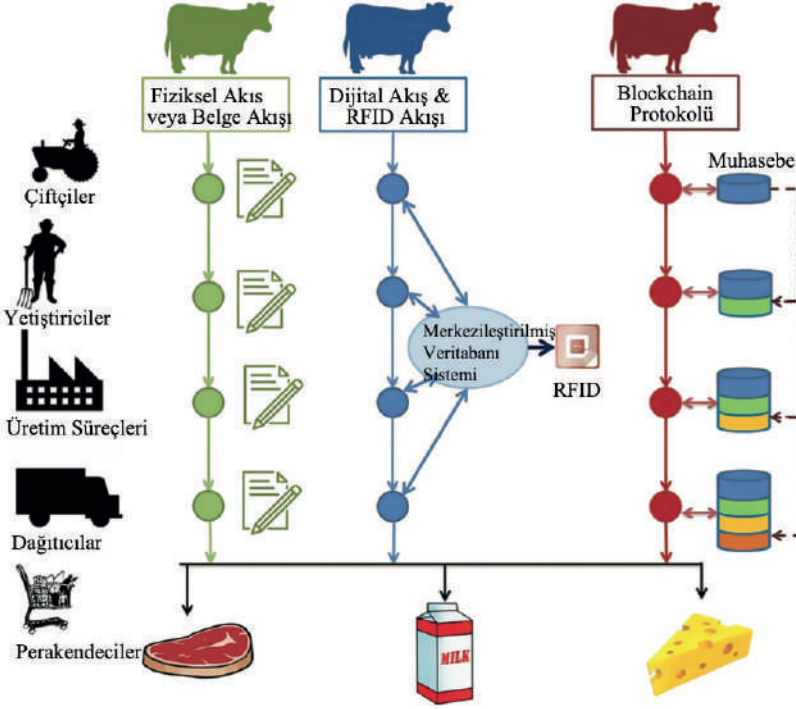 Fiziksel Akıs
veya Belge Akışı
Dijital Akış &
RFID Akışı
Blockchain
Protokolü
Muhasebe
Çiftçiler
Yetiştiriciler
Merkezileştirilmiş
Veritabanı
Sistemi
RFID
Üretim Süreçleri
Dağıtıcılar
Perakendeciler
MILK